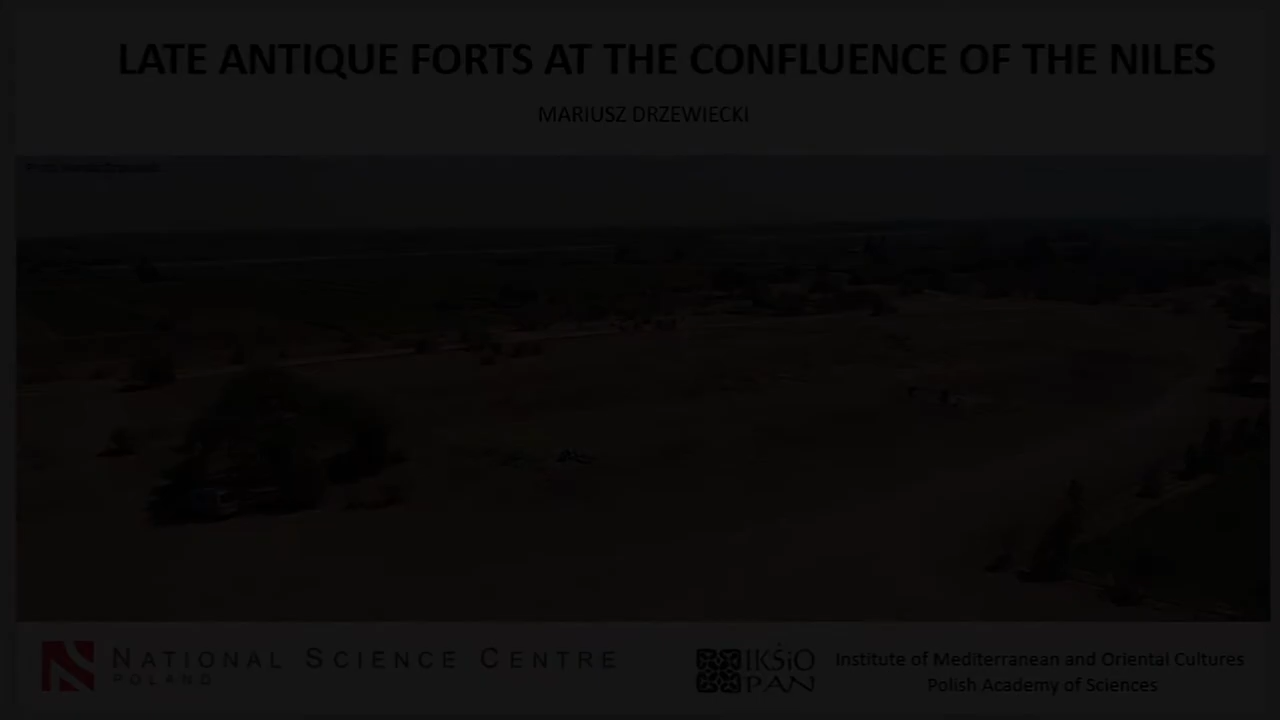 LATE ANTIQUE FORTS AT THE CONFLUENCE OF THE NILES
MARIUSZ DRZEWIECKI
NATIONAL SCIENCE CENTRE
POLAND
IKŚiO
PAN
Institute of Mediterranean and Oriental Cultures
Polish Academy of Sciences